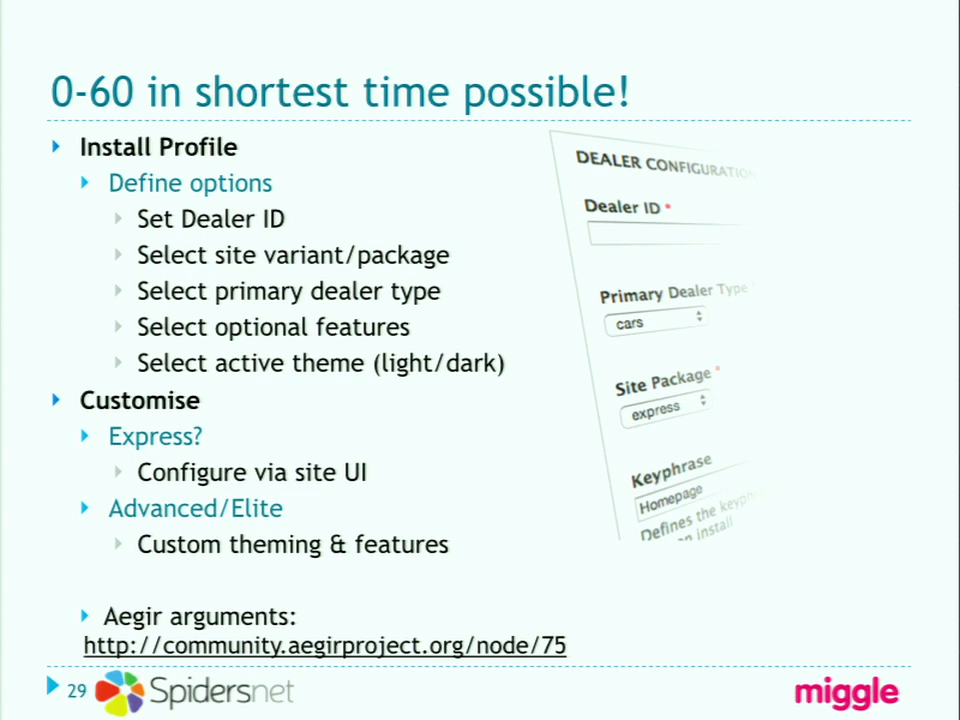 0-60 in shortest time possible!
Install Profile
Define options
Set Dealer ID
Select site variant/package
Select primary dealer type
Select optional features
Select active theme (light/dark)
Customise
Express?
Configure via site UI
Advanced/Elite
Custom theming & features
Aegir arguments:
http://community.aegirproject.org/node/75
DEALER CONFIGURATION
Dealer ID *
Primary Dealer Type
cars
Site Package *
express
Keyphrase
Homepage
Defines the
install
29
Spidersnet
miggle